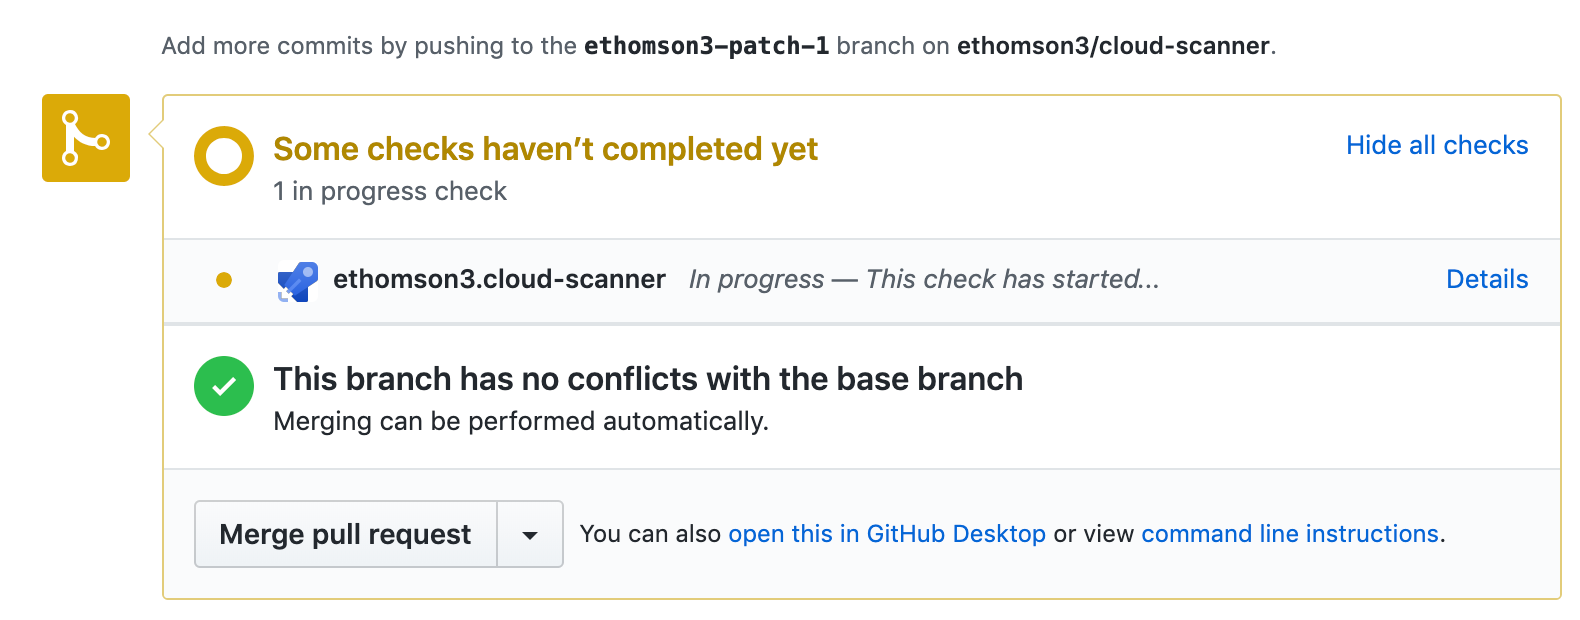 Add more commits by pushing to the ethomson3-patch-1 branch on ethomson3/cloud-scanner.
Some checks haven’t completed yet
Hide all checks
1 in progress check
ethomson3.cloud-scanner In progress — This check has started...
Details
This branch has no conflicts with the base branch
Merging can be performed automatically.
Merge pull request
You can also open this in GitHub Desktop or view command line instructions.